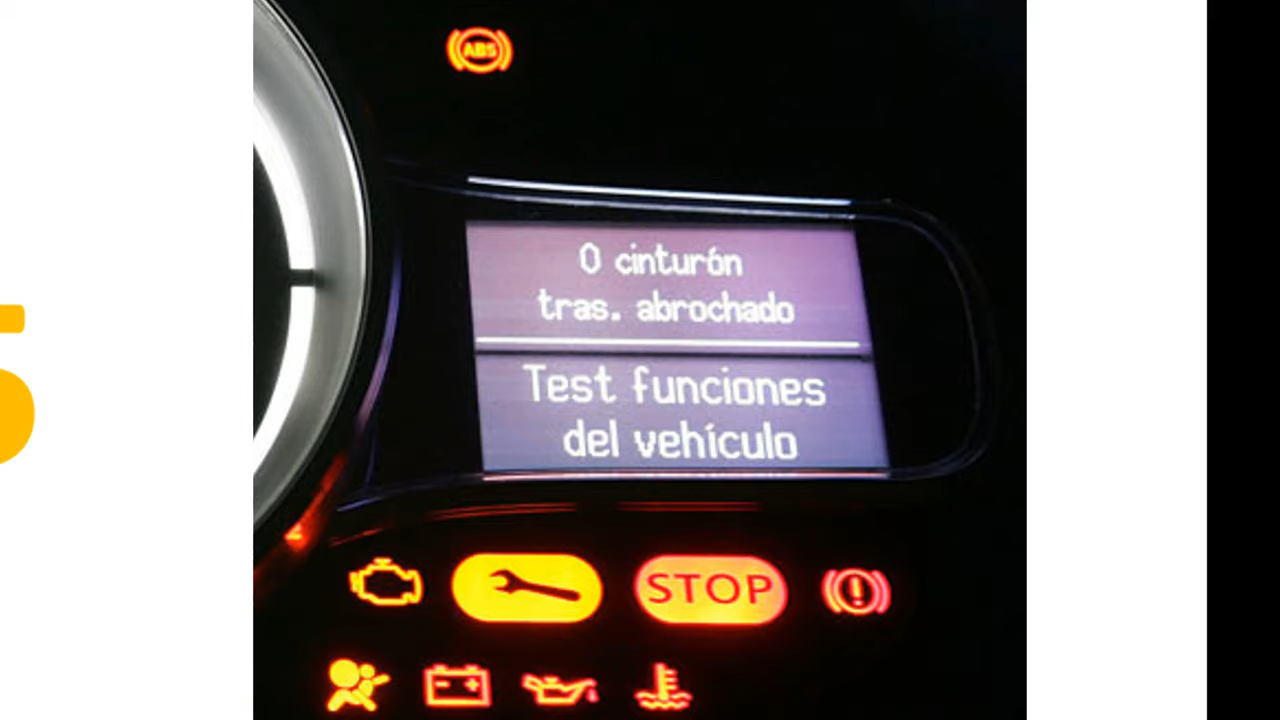 ABS
0 cinturón
tras. abrochado
Test funciones
del vehículo
STOP